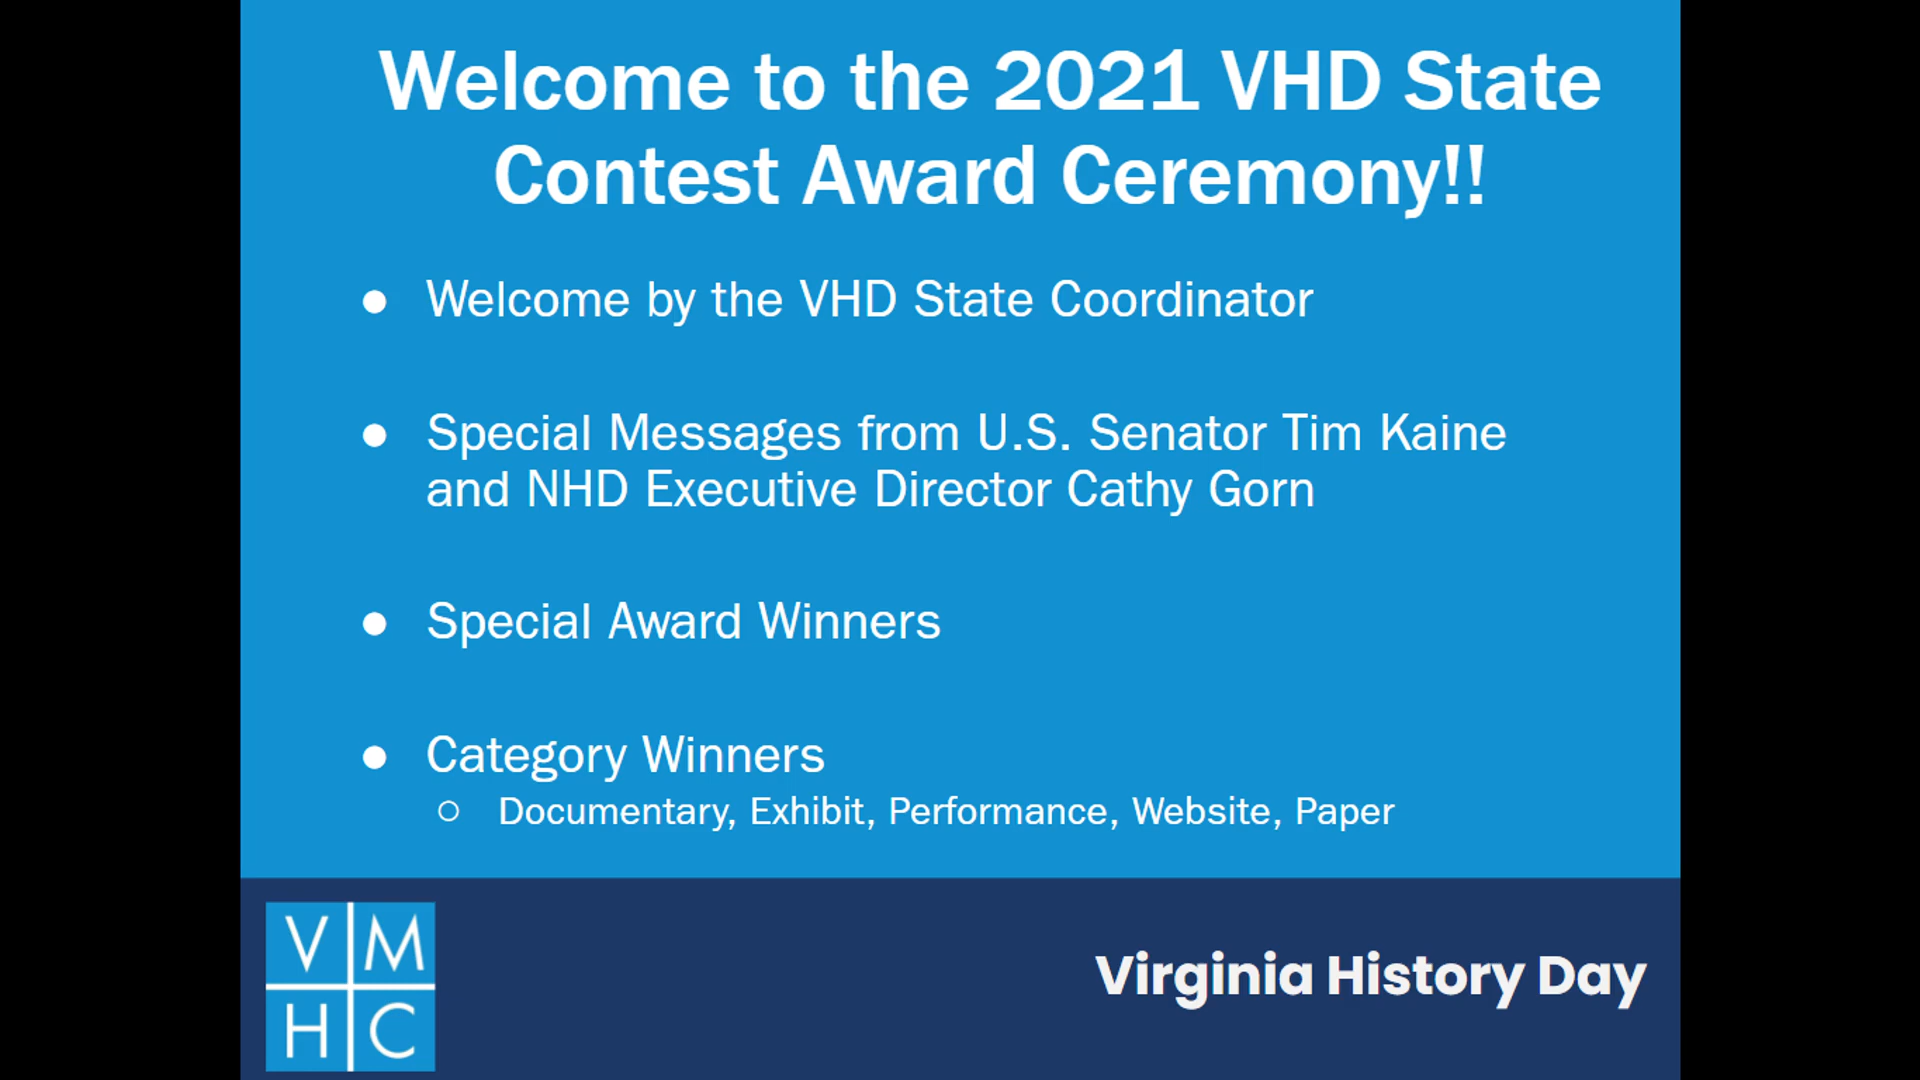 Welcome to the 2021 VHD State
Contest Award Ceremony!!
● Welcome by the VHD State Coordinator
● Special Messages from U.S. Senator Tim Kaine
and NHD Executive Director Cathy Gorn
● Special Award Winners
● Category Winners
○ Documentary, Exhibit, Performance, Website, Paper
V M
H C
Virginia History Day